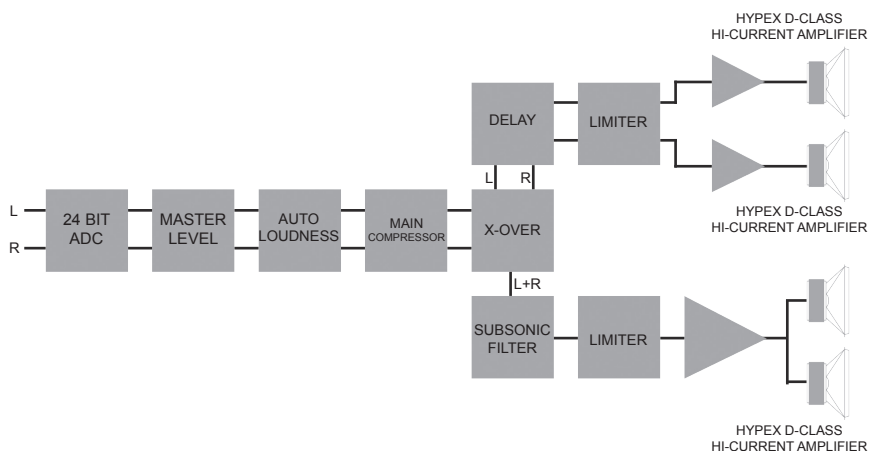 HYPEX D-CLASS
HI-CURRENT AMPLIFIER
DELAY
LIMITER
L
R
HYPEX D-CLASS
HI-CURRENT AMPLIFIER
L
R
24 BIT
ADC
MASTER
LEVEL
AUTO
LOUDNESS
MAIN
COMPRESSOR
X-OVER
L+R
SUBSONIC
FILTER
LIMITER
HYPEX D-CLASS
HI-CURRENT AMPLIFIER